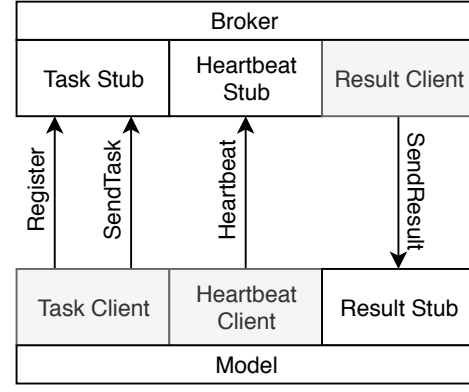 Broker
Task Stub
Heartbeat
Stub
Result Client
Register
SendTask
Heartbeat
SendResult
Task Client
Heartbeat
Client
Result Stub
Model